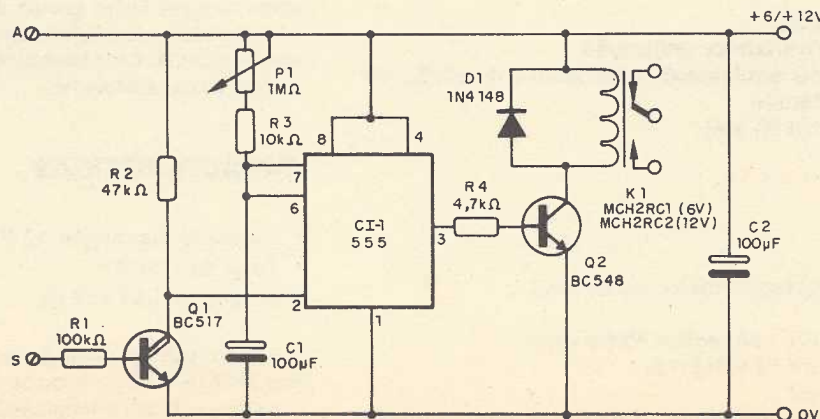 A
+6/+12V
P1
1MΩ
D1
1N4148
R3
10kΩ
8
4
R2
47kΩ
7
6
R4
4,7kΩ
K1
MCH2RC1 (6V)
MCH2RC2 (12V)
CI-1
555
3
C2
100µF
Q2
BC548
2
Q1
BC517
1
R1
100kΩ
C1
100µF
S
0V